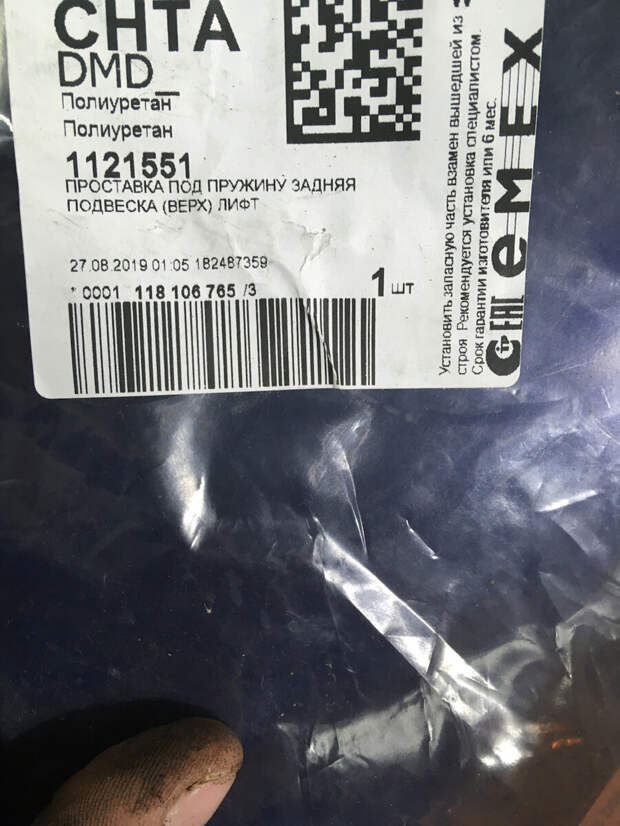 CHTA
DMD_
Полиуретан
Полиуретан
1121551
ПРОСТАВКА ПОД ПРУЖИНУ ЗАДНЯЯ
ПОДВЕСКА (ВЕРХ) ЛИФТ
27.08.2019 01:05 182487359
* 0001 118 106 765 /3
1 шт
Установить запасную часть взамен вышедшей из
строя. Рекомендуется установка специалистом.
Срок гарантии изготовителя или 6 мес.
EAC
emex